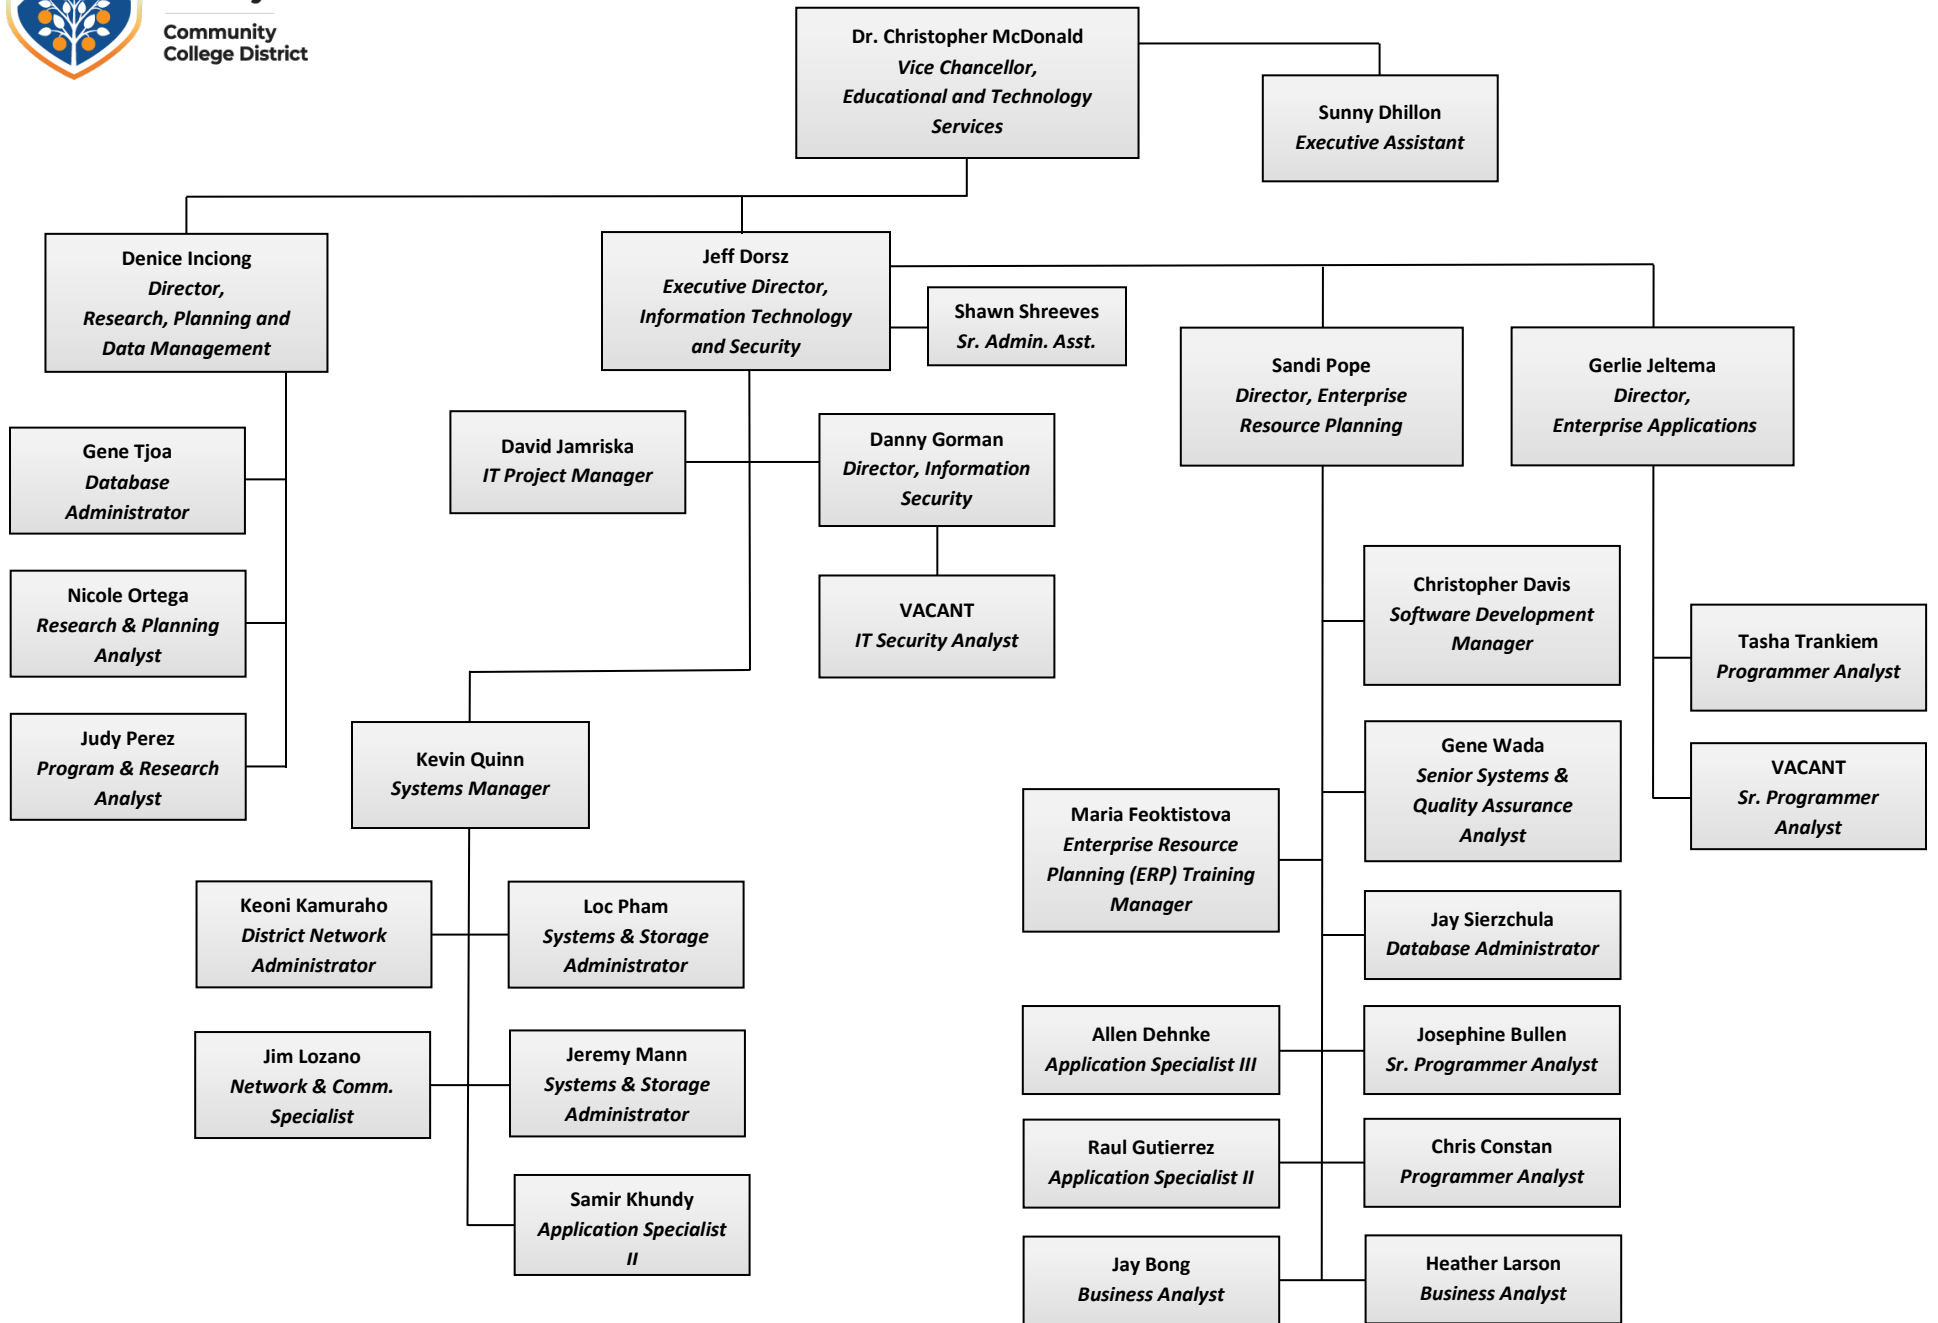 Community
College District
Dr. Christopher McDonald
Vice Chancellor,
Educational and Technology
Services
Sunny Dhillon
Executive Assistant
Denice Inciong
Director,
Research, Planning and
Data Management
Jeff Dorsz
Executive Director,
Information Technology
and Security
Shawn Shreeves
Sr. Admin. Asst.
Sandi Pope
Director, Enterprise
Resource Planning
Gerlie Jeltema
Director,
Enterprise Applications
Gene Tjoa
Database
Administrator
David Jamriska
IT Project Manager
Danny Gorman
Director, Information
Security
Nicole Ortega
Research & Planning
Analyst
VACANT
IT Security Analyst
Christopher Davis
Software Development
Manager
Tasha Trankiem
Programmer Analyst
Judy Perez
Program & Research
Analyst
Kevin Quinn
Systems Manager
Gene Wada
Senior Systems &
Quality Assurance
Analyst
VACANT
Sr. Programmer
Analyst
Maria Feoktistova
Enterprise Resource
Planning (ERP) Training
Manager
Keoni Kamuraho
District Network
Administrator
Loc Pham
Systems & Storage
Administrator
Jay Sierzchula
Database Administrator
Jim Lozano
Network & Comm.
Specialist
Jeremy Mann
Systems & Storage
Administrator
Allen Dehnke
Application Specialist III
Josephine Bullen
Sr. Programmer Analyst
Raul Gutierrez
Application Specialist II
Chris Constan
Programmer Analyst
Samir Khundy
Application Specialist
II
Jay Bong
Business Analyst
Heather Larson
Business Analyst